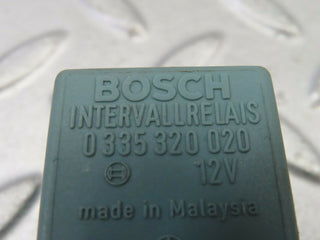 BOSCH
INTERVALLRELAIS
0 335 320 020
12V
made in Malaysia